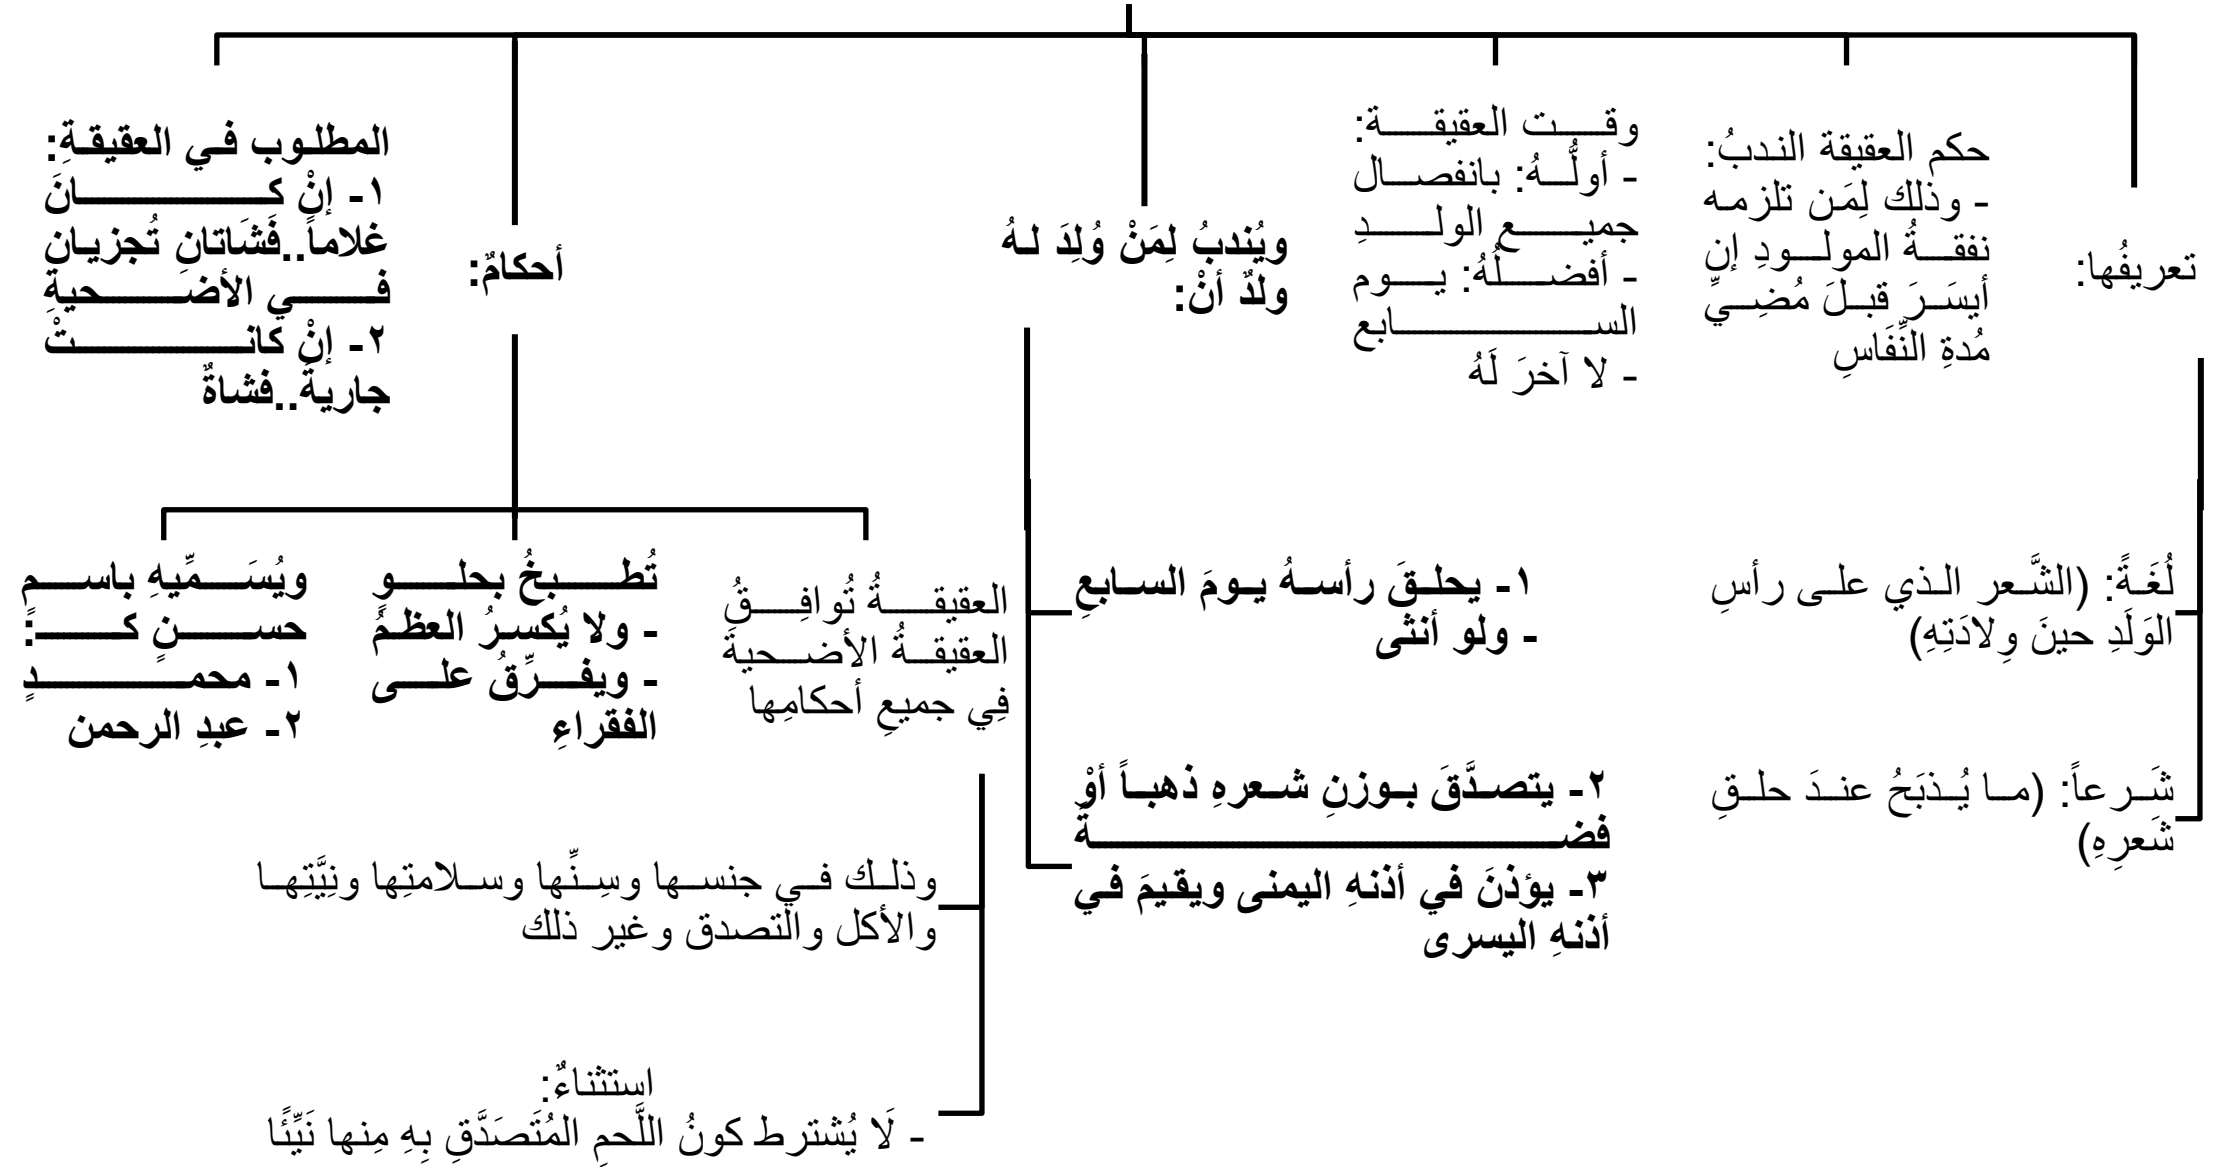 تعريفُها:
حكم العقيقة الندبُ:
- وذلك لِمَن تلزمه
نفقةُ المولودِ إن
أيسَرَ قبلَ مُضِيِّ
مُدةِ النِّفَاسِ
وقت العقيقة:
- أولُّهُ: بانفصال
جميع الولدِ
- أفضلُهُ: يوم
السابع
- لا آخرَ لَهُ
ويُندبُ لِمَنْ وُلِدَ لهُ
ولدٌ أنْ:
أحكامٌ:
المطلوب في العقيقةِ:
١- إنْ كانَ
غلاماً..فَشَاتانِ تُجزيانِ
في الأضحيةِ
٢- إنْ كانتْ
جاريةً..فشاةٌ
لُغَةً: (الشَّعر الذي على رأسِ
الوَلَدِ حينَ وِلادَتِهِ)
شَرعاً: (ما يُذبَحُ عندَ حلقِ
شَعرِهِ)
١- يحلقَ رأسهُ يومَ السابعِ
- ولو أنثى
٢- يتصدَّقَ بوزنِ شعرهِ ذهباً أوْ
فضةً
٣- يؤذنَ في أذنهِ اليمنى ويقيمَ في
أذنهِ اليسرى
العقيقةُ تُوافِقُ
العقيقةُ الأضحيةَ
فِي جميعِ أحكامِها
تُطبخُ بحلوٍ
- ولا يُكسرُ العظمُ
- ويفرِّقُ على
الفقراءِ
ويُسَمِّيهِ باسمٍ
حسنٍ كـ:
١- محمدٍ
٢- عبدِ الرحمن
وذلك في جنسها وسِنِّها وسلامتِها ونِيَّتِها
والأكل والتصدق وغير ذلك
استثناءٌ:
- لَا يُشترط كونُ اللَّحمِ المُتَصَدَّقِ بِهِ مِنها نَيِّئًا